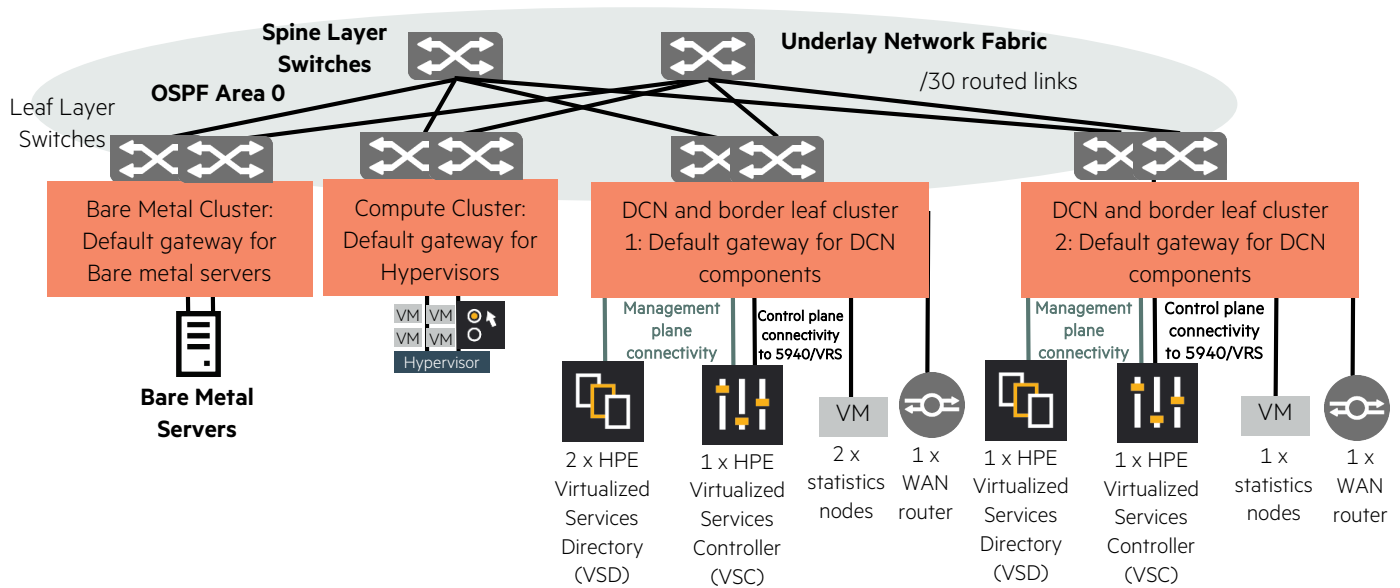 Spine Layer
Switches
Underlay Network Fabric
/30 routed links
OSPF Area 0
Leaf Layer
Switches
Bare Metal Cluster:
Default gateway for
Bare metal servers
Compute Cluster:
Default gateway for
Hypervisors
DCN and border leaf cluster
1: Default gateway for DCN
components
DCN and border leaf cluster
2: Default gateway for DCN
components
VM VM
VM VM
Hypervisor
Bare Metal
Servers
Management
plane
connectivity
Control plane
connectivity
to 5940/VRS
Management
plane
connectivity
Control plane
connectivity
to 5940/VRS
VM
VM
2 x HPE
Virtualized
Services
Directory
(VSD)
1 x HPE
Virtualized
Services
Controller
(VSC)
2 x
statistics
nodes
1 x
WAN
router
1 x HPE
Virtualized
Services
Directory
(VSD)
1 x HPE
Virtualized
Services
Controller
(VSC)
1 x
statistics
nodes
1 x
WAN
router